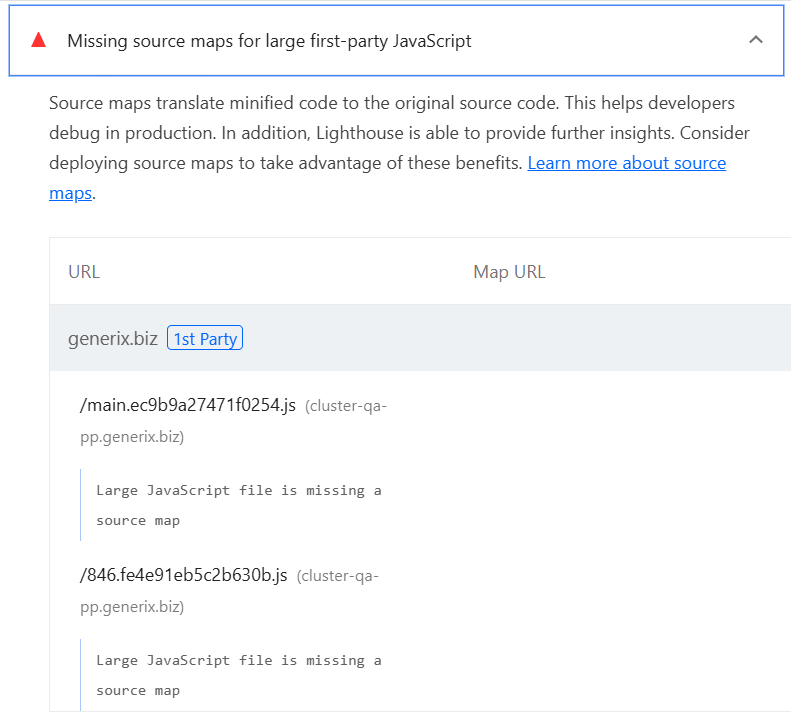 Missing source maps for large first-party JavaScript
Source maps translate minified code to the original source code. This helps developers
debug in production. In addition, Lighthouse is able to provide further insights. Consider
deploying source maps to take advantage of these benefits. Learn more about source
maps.
URL Map URL
generix.biz 1st Party
/main.ec9b9a27471f0254.js (cluster-qa-
pp.generix.biz)
Large JavaScript file is missing a
source map
/846.fe4e91eb5c2b630b.js (cluster-qa-
pp.generix.biz)
Large JavaScript file is missing a
source map